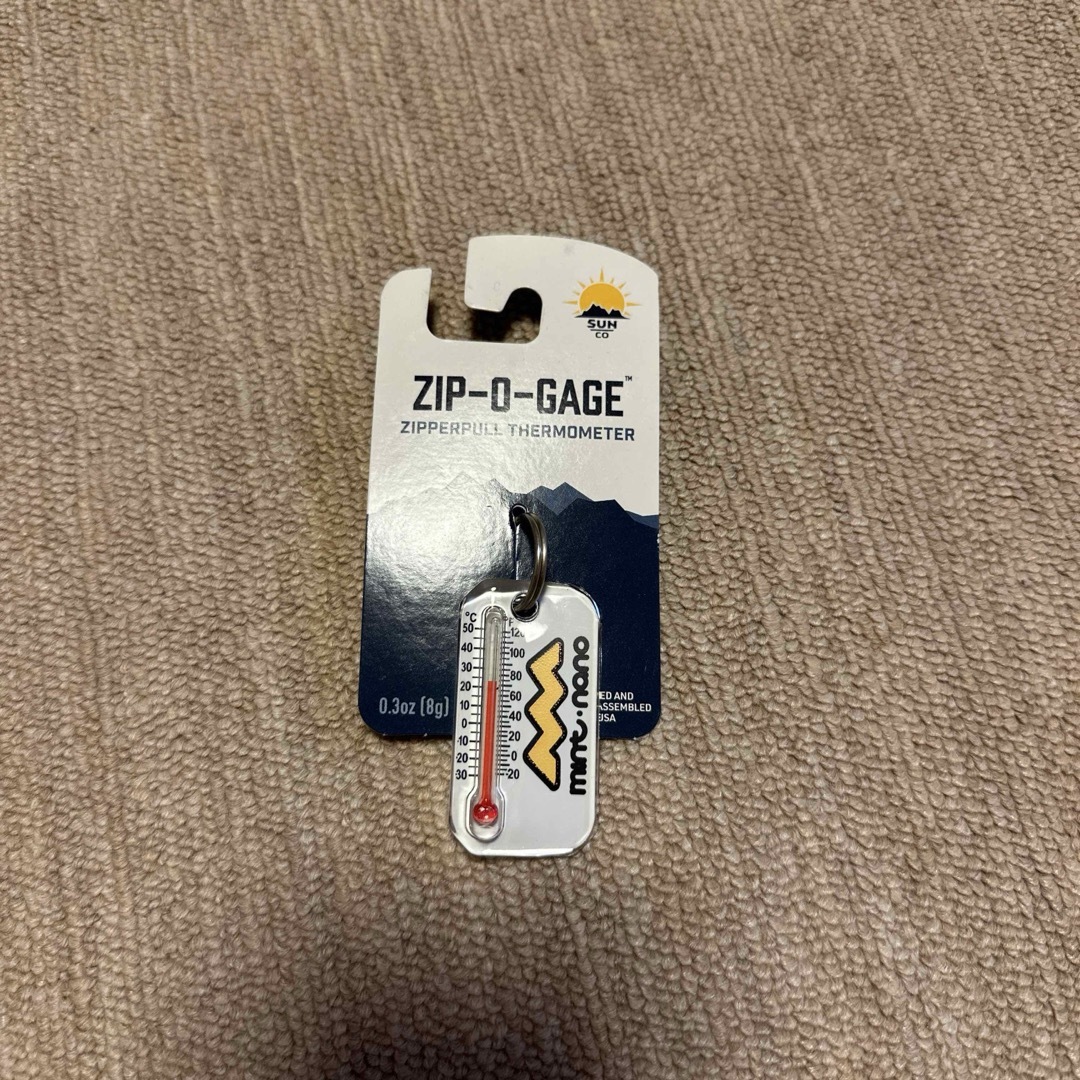 SUN
CO
ZIP-O-GAGE™
ZIPPERPULL THERMOMETER
0.3oz (8g)
ED AND
ASSEMBLED
USA
°C
50
40
30
20
10
0
-10
-20
-30
°F
120
100
80
60
40
20
0
-20
mint·nano